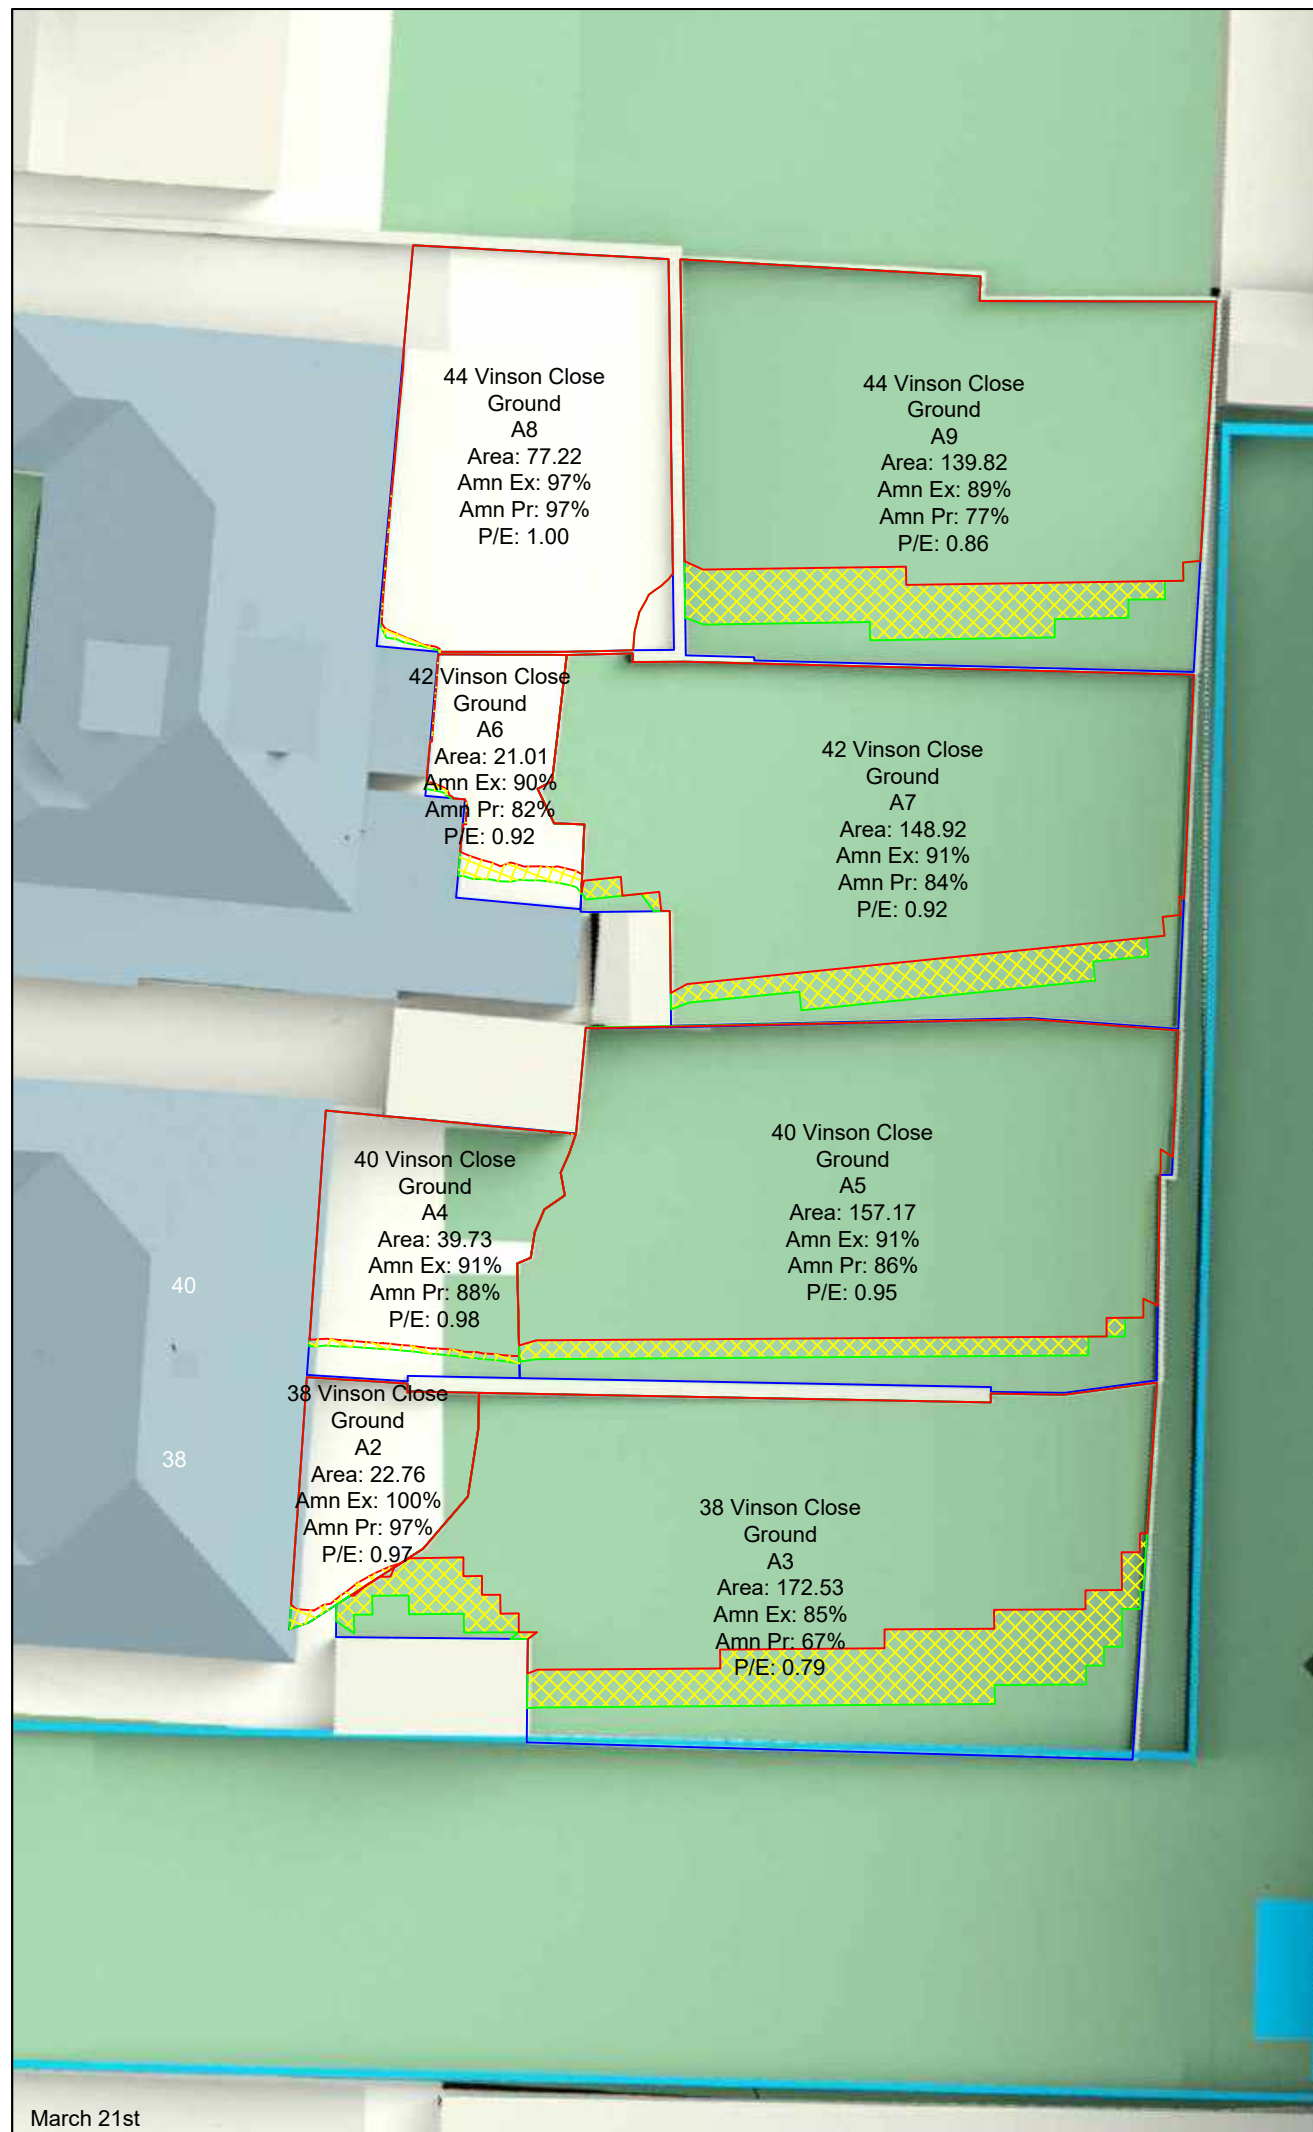 44 Vinson Close
Ground
A8
Area: 77.22
Amn Ex: 97%
Amn Pr: 97%
P/E: 1.00
44 Vinson Close
Ground
A9
Area: 139.82
Amn Ex: 89%
Amn Pr: 77%
P/E: 0.86
42 Vinson Close
Ground
A6
Area: 21.01
Amn Ex: 90%
Amn Pr: 82%
P/E: 0.92
42 Vinson Close
Ground
A7
Area: 148.92
Amn Ex: 91%
Amn Pr: 84%
P/E: 0.92
40 Vinson Close
Ground
A4
Area: 39.73
Amn Ex: 91%
Amn Pr: 88%
P/E: 0.98
40 Vinson Close
Ground
A5
Area: 157.17
Amn Ex: 91%
Amn Pr: 86%
P/E: 0.95
40
38
38 Vinson Close
Ground
A2
Area: 22.76
Amn Ex: 100%
Amn Pr: 97%
P/E: 0.97
38 Vinson Close
Ground
A3
Area: 172.53
Amn Ex: 85%
Amn Pr: 67%
P/E: 0.79
March 21st